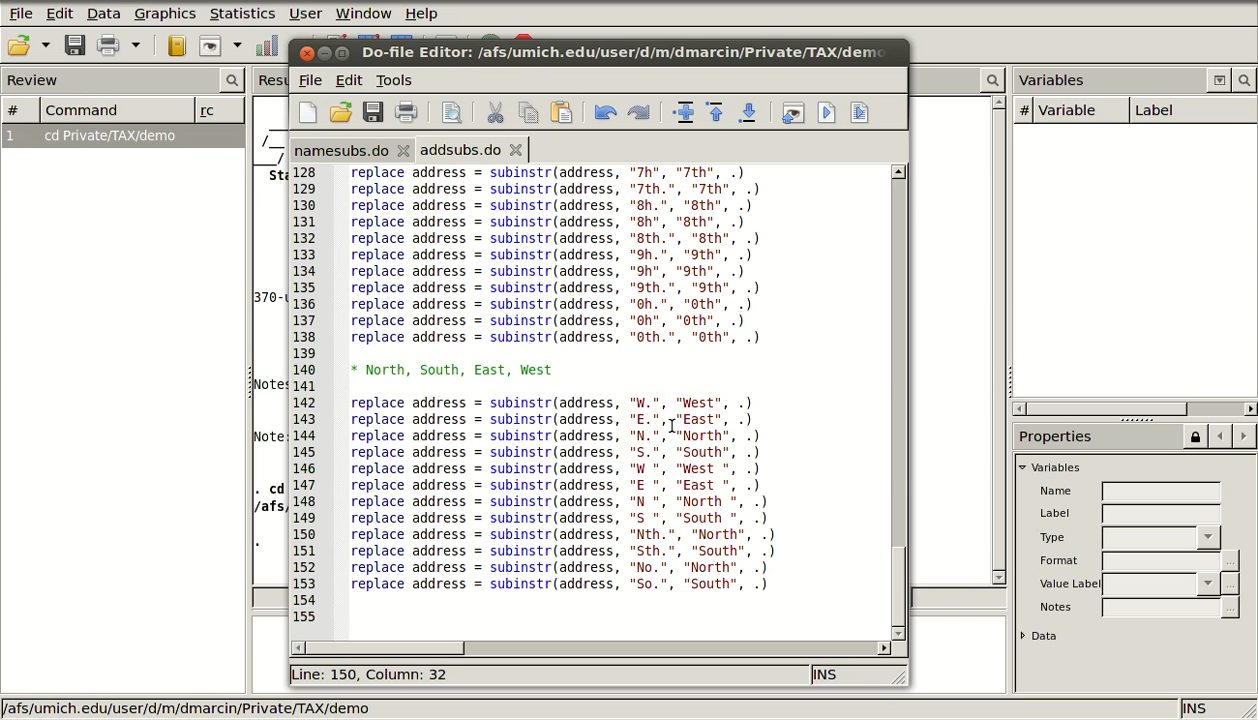 File Edit Data Graphics Statistics User Window Help
Review
# Command rc
1 cd Private/TAX/demo
Resu
/__
___/
Sta
370-u
Notes
Note:
. cd
/afs/
.
Do-file Editor: /afs/umich.edu/user/d/m/dmarcin/Private/TAX/demo
File Edit Tools
namesubs.do addsubs.do
128 replace address = subinstr(address, "7h", "7th", .)
129 replace address = subinstr(address, "7th.", "7th", .)
130 replace address = subinstr(address, "8h.", "8th", .)
131 replace address = subinstr(address, "8h", "8th", .)
132 replace address = subinstr(address, "8th.", "8th", .)
133 replace address = subinstr(address, "9h.", "9th", .)
134 replace address = subinstr(address, "9h", "9th", .)
135 replace address = subinstr(address, "9th.", "9th", .)
136 replace address = subinstr(address, "0h.", "0th", .)
137 replace address = subinstr(address, "0h", "0th", .)
138 replace address = subinstr(address, "0th.", "0th", .)
139
140 * North, South, East, West
141
142 replace address = subinstr(address, "W.", "West", .)
143 replace address = subinstr(address, "E.", "East", .)
144 replace address = subinstr(address, "N.", "North", .)
145 replace address = subinstr(address, "S.", "South", .)
146 replace address = subinstr(address, "W ", "West ", .)
147 replace address = subinstr(address, "E ", "East ", .)
148 replace address = subinstr(address, "N ", "North ", .)
149 replace address = subinstr(address, "S ", "South ", .)
150 replace address = subinstr(address, "Nth.", "North", .)
151 replace address = subinstr(address, "Sth.", "South", .)
152 replace address = subinstr(address, "No.", "North", .)
153 replace address = subinstr(address, "So.", "South", .)
154
155
Line: 150, Column: 32 INS
Variables
# Variable Label
Properties
Variables
Name
Label
Type
Format ...
Value Label ...
Notes ...
Data
/afs/umich.edu/user/d/m/dmarcin/Private/TAX/demo INS